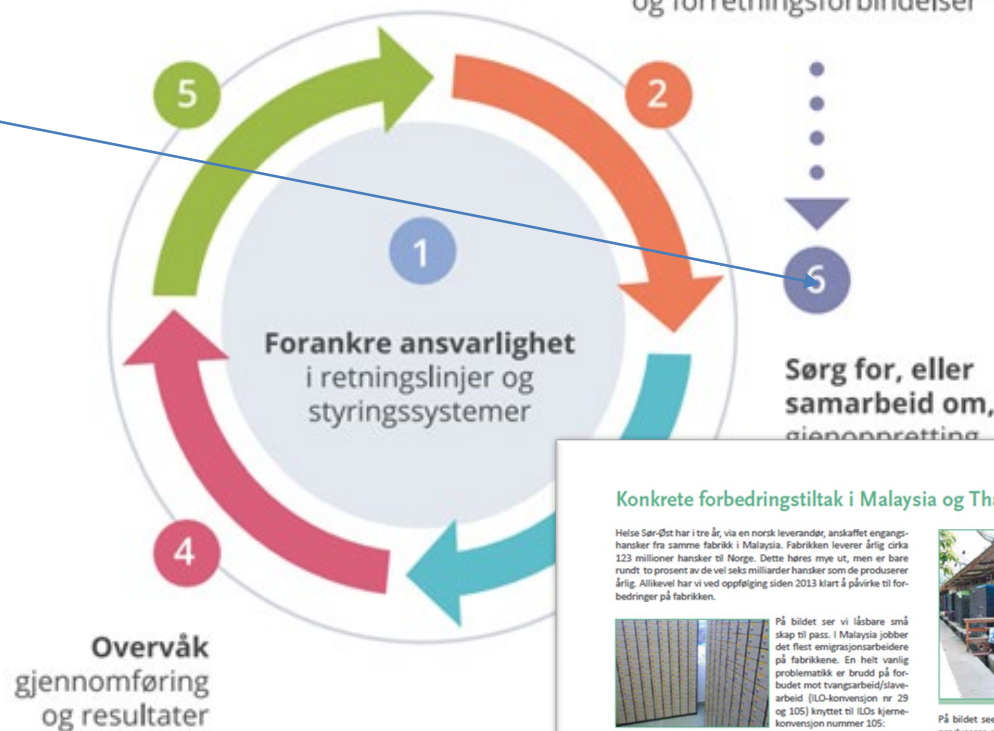 og forretningsforbindelser
5
2
1
6
Forankre ansvarlighet
i retningslinjer og
styringssystemer
Sørg for, eller
samarbeid om,
gjenoppretting
4
Overvåk
gjennomføring
og resultater
Konkrete forbedringstiltak i Malaysia og Tha
Helse Sør-Øst har i tre år, via en norsk leverandør, anskaffet engangs-
hansker fra samme fabrikk i Malaysia. Fabrikken leverer årlig cirka
123 millioner hansker til Norge. Dette høres mye ut, men er bare
rundt to prosent av de vel seks milliarder hansker som de produserer
årlig. Allikevel har vi ved oppfølging siden 2013 klart å påvirke til for-
bedringer på fabrikken.
På bildet ser vi låsbare små
skap til pass. I Malaysia jobber
det flest emigrasjonsarbeidere
på fabrikkene. En helt vanlig
problematikk er brudd på for-
budet mot tvangsarbeid/slave-
arbeid (ILO-konvensjon nr 29
og 105) knyttet til ILOs kjerne-
konvensjon nummer 105:
På bildet see